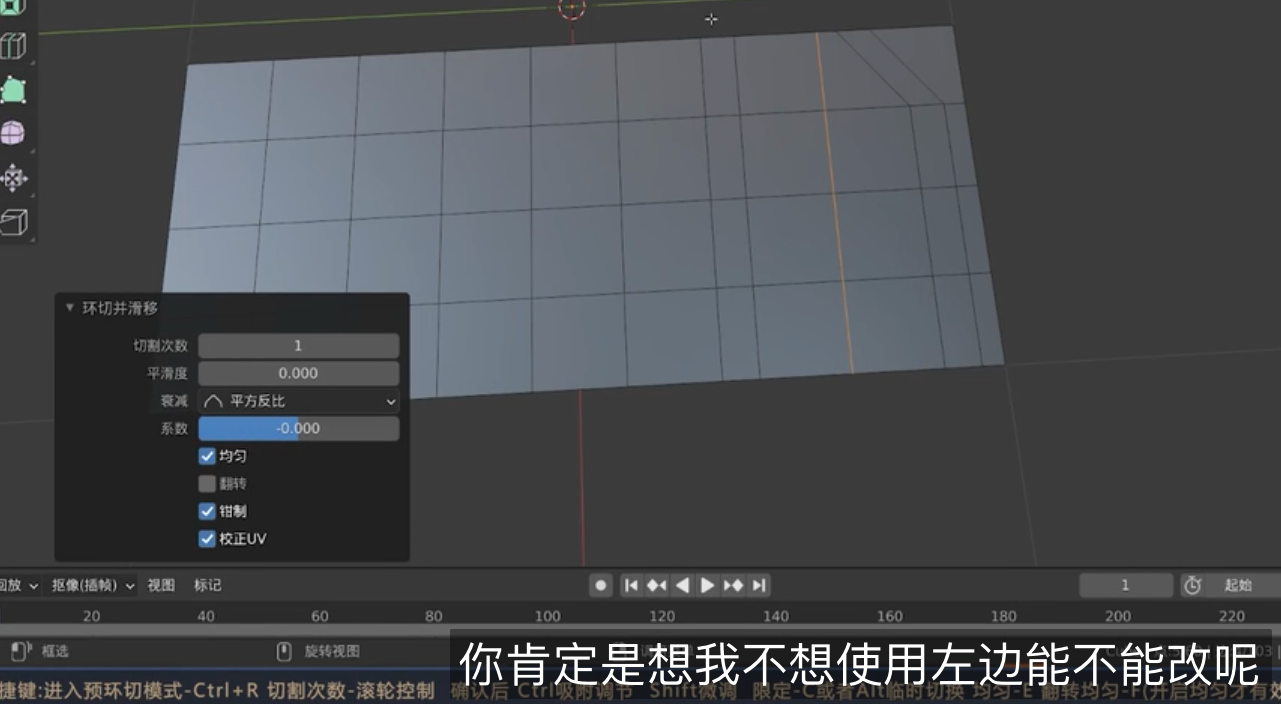 环切并滑移
切割次数 1
平滑度 0.000
衰减 平方反比
系数 -0.000
均匀
翻转
钳制
校正UV
回放 抠像(插帧) 视图 标记 1 起始
20 40 60 80 100 120 140 160 180 200 220
框选 旋转视图
你肯定是想我不想使用左边能不能改呢
捷键:进入预环切模式-Ctrl+R 切割次数-滚轮控制 确认后 Ctrl吸附调节 Shift微调 限定-C或者Alt临时切换 均匀-E 翻转均匀-F(开启均匀才有效